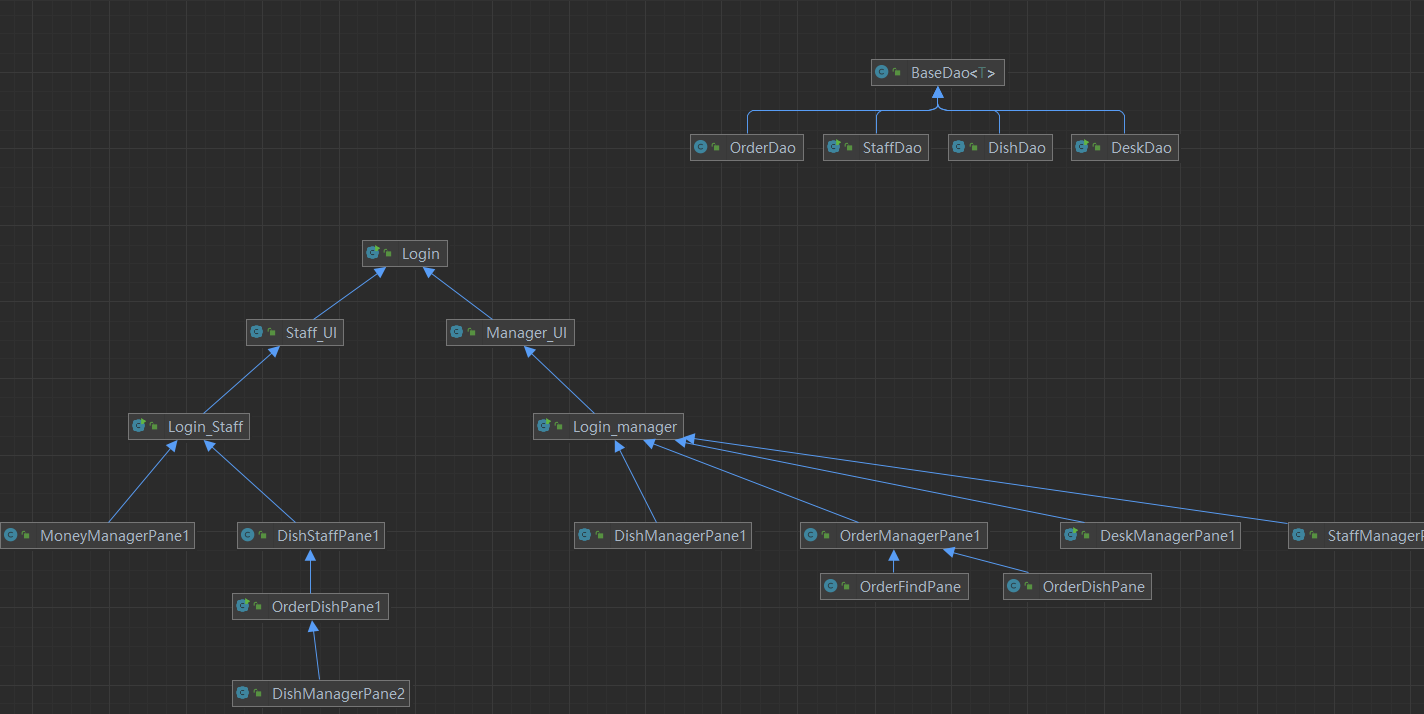 BaseDao<T>
OrderDao
StaffDao
DishDao
DeskDao
Login
Staff_UI
Manager_UI
Login_Staff
Login_manager
MoneyManagerPane1
DishStaffPane1
DishManagerPane1
OrderManagerPane1
DeskManagerPane1
OrderFindPane
OrderDishPane
OrderDishPane1
DishManagerPane2